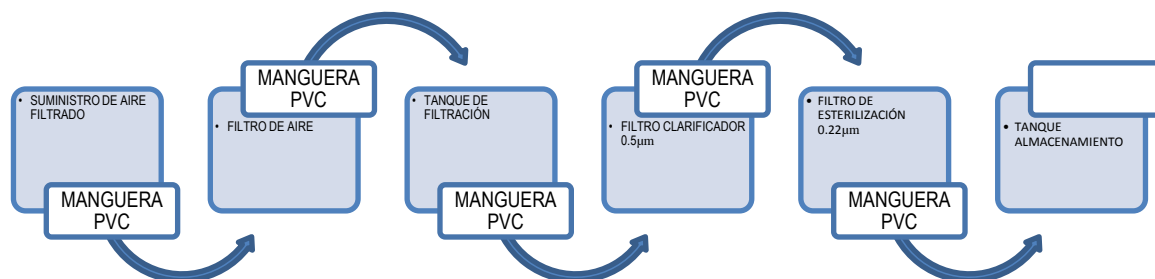 • SUMINISTRO DE AIRE
FILTRADO
MANGUERA
PVC
MANGUERA
PVC
• FILTRO DE AIRE
• TANQUE DE
FILTRACIÓN
MANGUERA
PVC
MANGUERA
PVC
• FILTRO CLARIFICADOR
0.5µm
• FILTRO DE
ESTERILIZACIÓN
0.22µm
MANGUERA
PVC
• TANQUE
ALMACENAMIENTO